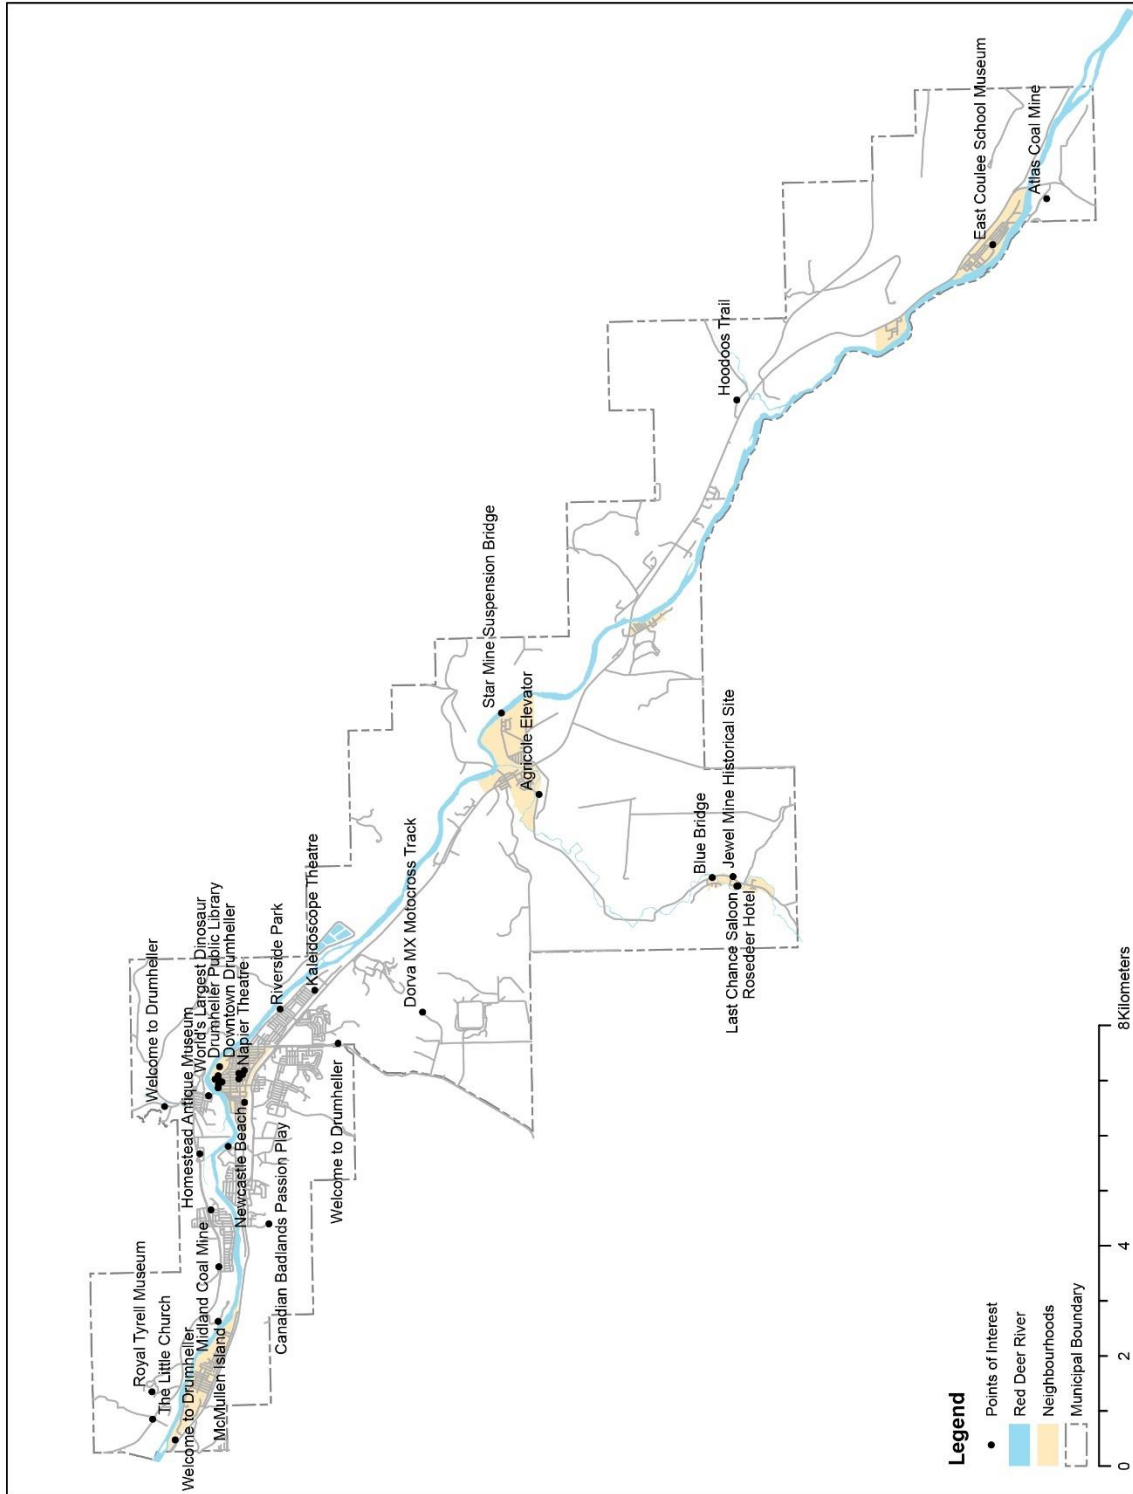 Royal Tyrell Museum
The Little Church
Welcome to Drumheller
McMullen Island
Midland Coal Mine
Homestead Antique Museum
Newcastle Beach
Canadian Badlands Passion Play
Welcome to Drumheller
World's Largest Dinosaur
Drumheller Public Library
Downtown Drumheller
Napier Theatre
Welcome to Drumheller
Riverside Park
Kaleidoscope Theatre
Dorva MX Motocross Track
Star Mine Suspension Bridge
Agricole Elevator
Blue Bridge
Jewel Mine Historical Site
Last Chance Saloon
Rosedeer Hotel
Hoodoos Trail
East Coulee School Museum
Atlas Coal Mine
Legend
Points of Interest
Red Deer River
Neighbourhoods
Municipal Boundary
0 2 4 8Kilometers